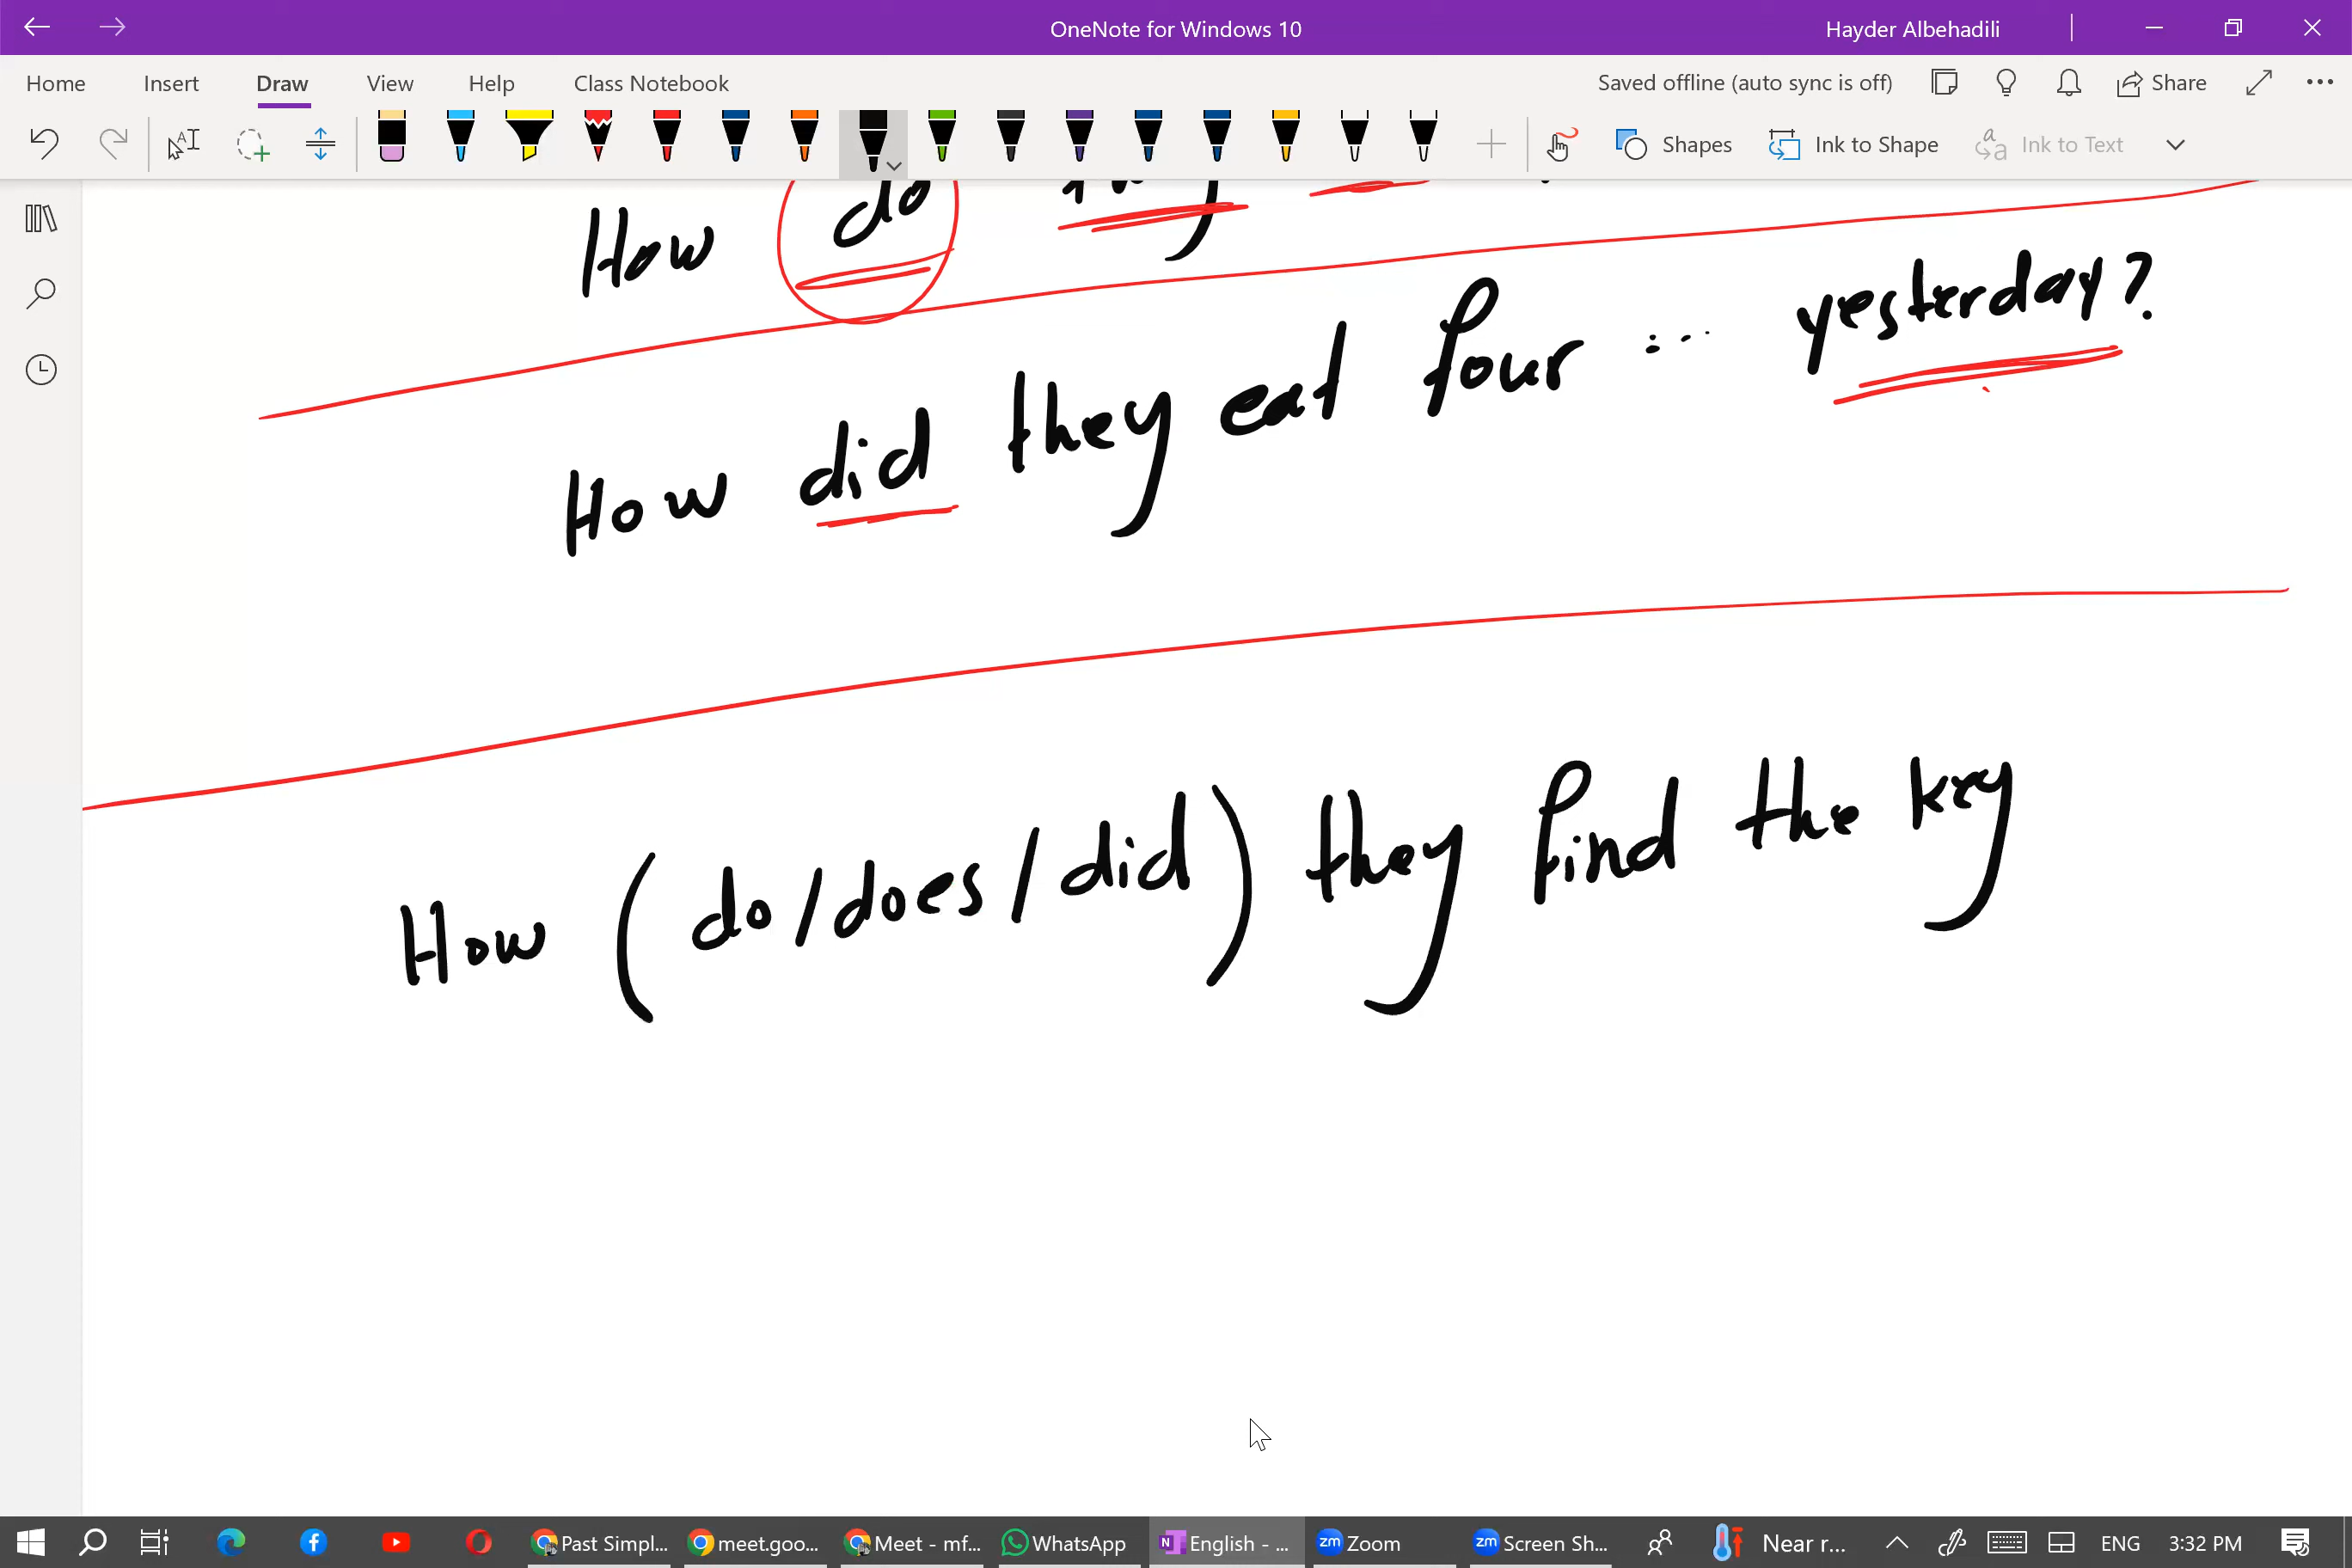 OneNote for Windows 10
Hayder Albehadili
Home Insert Draw View Help Class Notebook
Saved offline (auto sync is off) Share
Shapes Ink to Shape Ink to Text
How do
How did they eat four ... yesterday?
How (do/does/did) they find the key
Past Simpl... meet.goo... Meet - mf... WhatsApp English - ... Zoom Screen Sh... Near r... ENG 3:32 PM